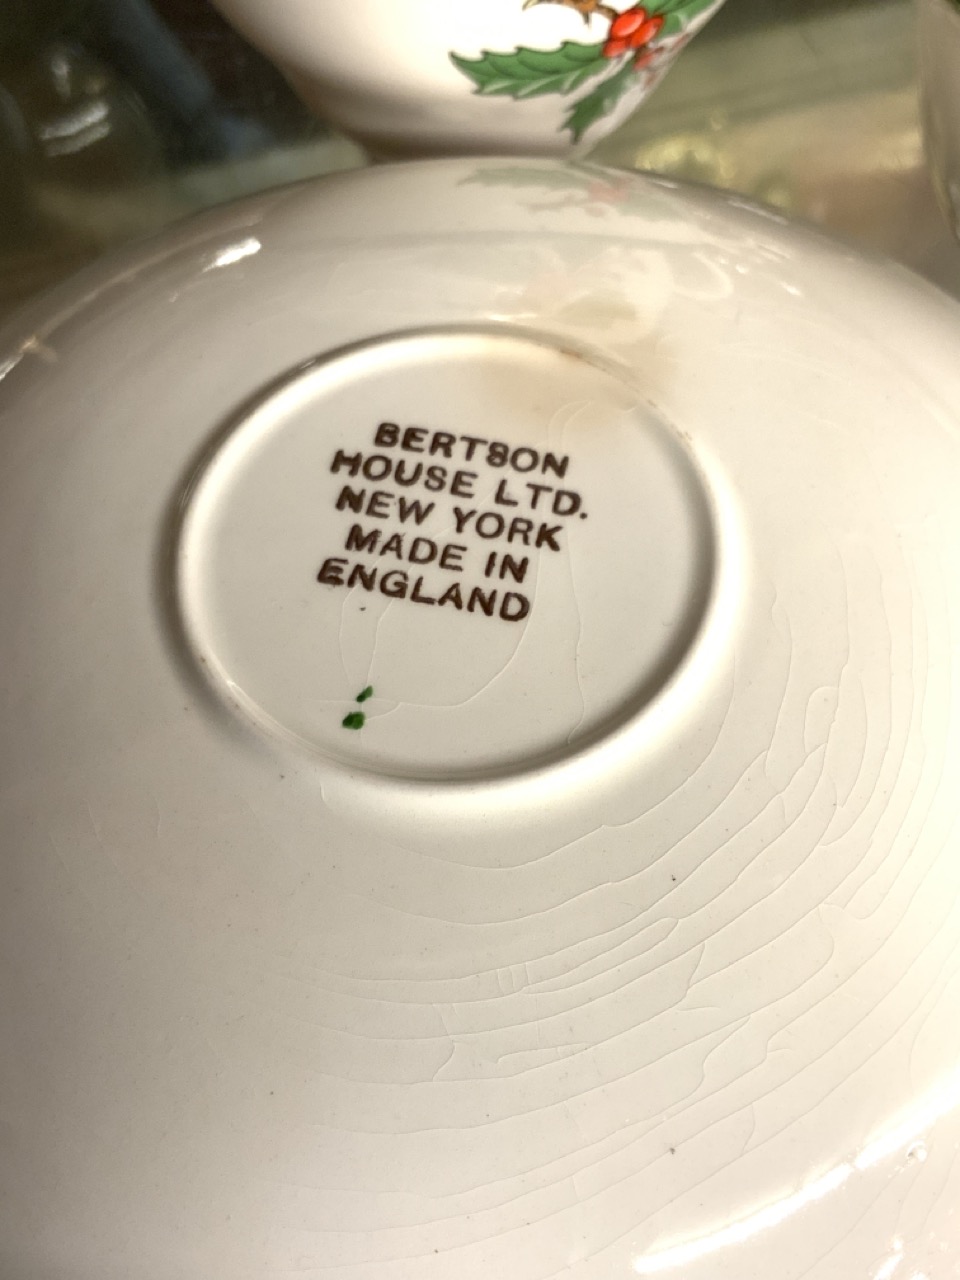 BERTSON
HOUSE LTD.
NEW YORK
MADE IN
ENGLAND